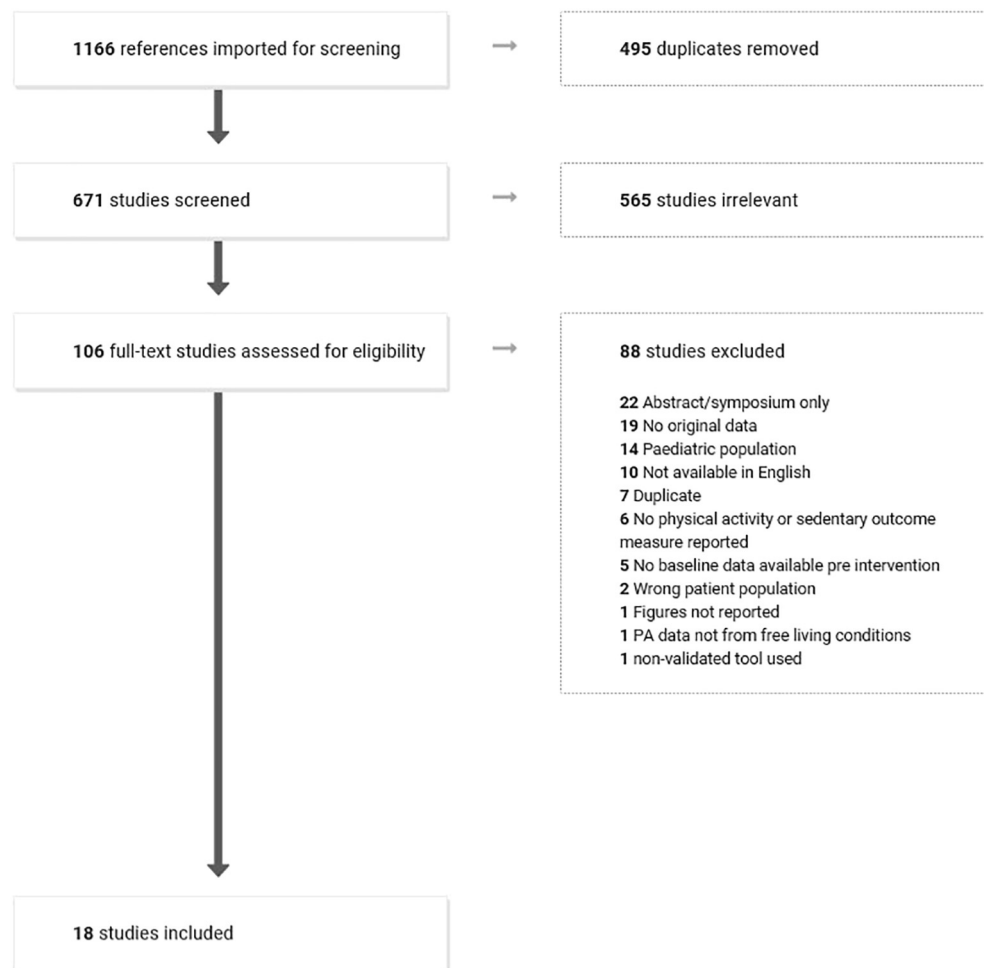 1166 references imported for screening
495 duplicates removed
671 studies screened
565 studies irrelevant
106 full-text studies assessed for eligibility
88 studies excluded
22 Abstract/symposium only
19 No original data
14 Paediatric population
10 Not available in English
7 Duplicate
6 No physical activity or sedentary outcome
measure reported
5 No baseline data available pre intervention
2 Wrong patient population
1 Figures not reported
1 PA data not from free living conditions
1 non-validated tool used
18 studies included